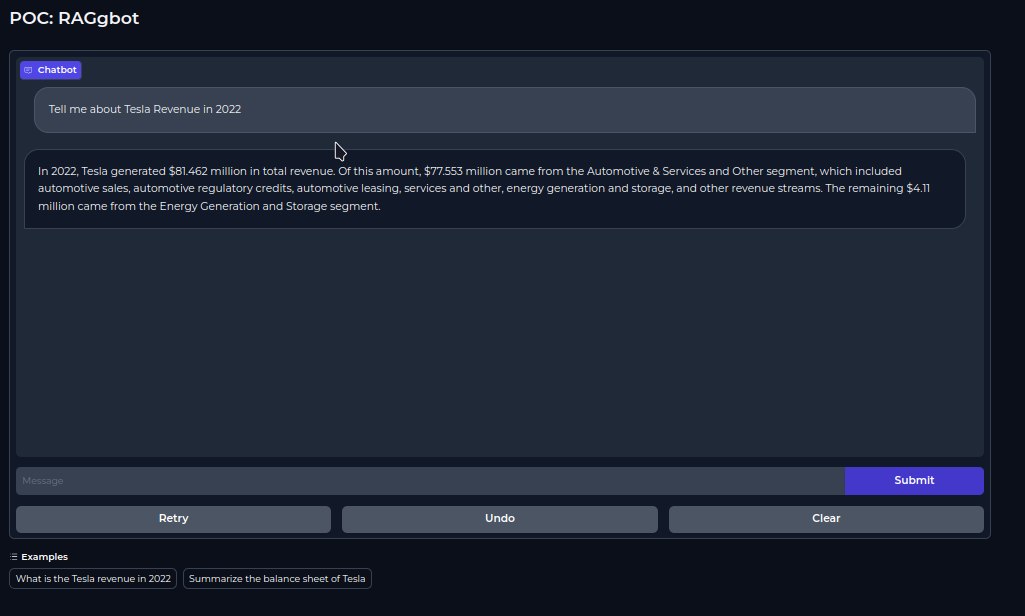 POC: RAGgbot
Chatbot
Tell me about Tesla Revenue in 2022
In 2022, Tesla generated $81.462 million in total revenue. Of this amount, $77.553 million came from the Automotive & Services and Other segment, which included
automotive sales, automotive regulatory credits, automotive leasing, services and other, energy generation and storage, and other revenue streams. The remaining $4.11
million came from the Energy Generation and Storage segment.
Message
Submit
Retry
Undo
Clear
Examples
What is the Tesla revenue in 2022
Summarize the balance sheet of Tesla